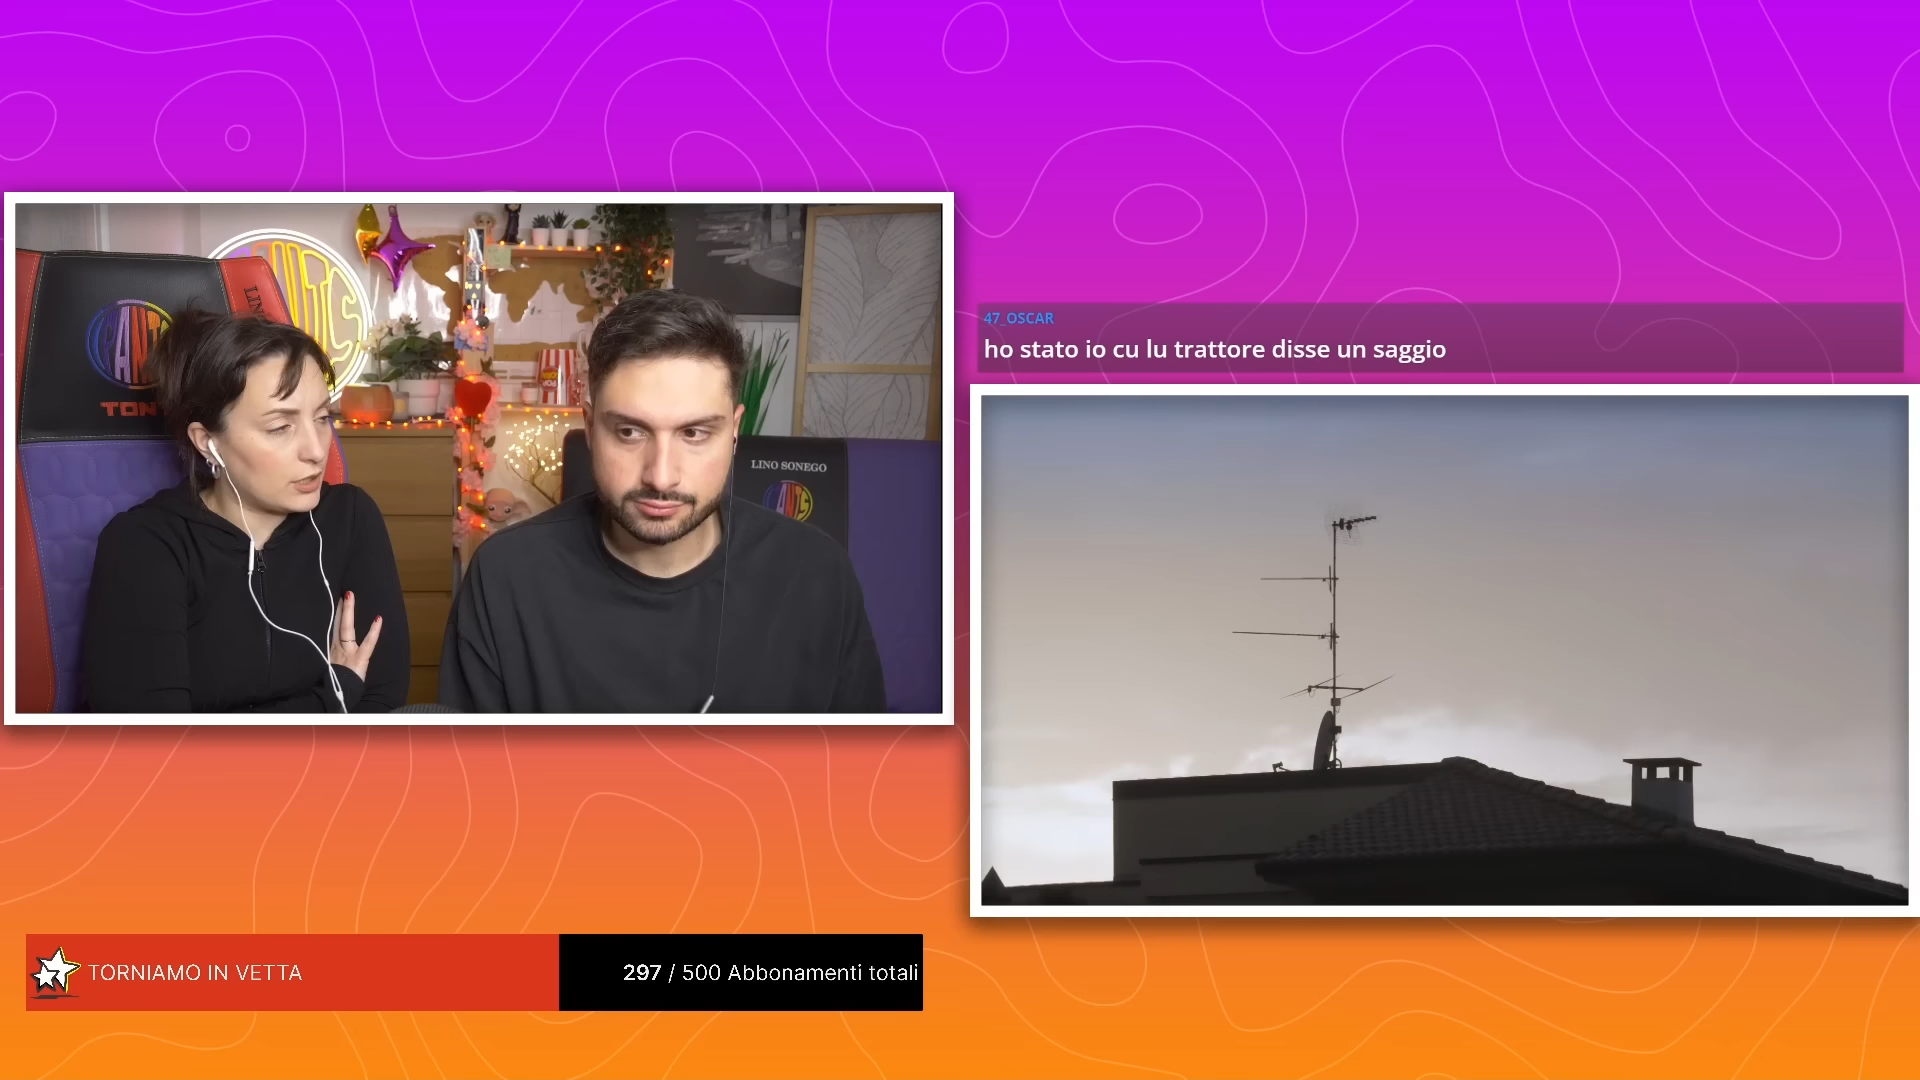 47_OSCAR
ho stato io cu lu trattore disse un saggio
LINO SONEGO
TORNIAMO IN VETTA
297 / 500 Abbonamenti totali